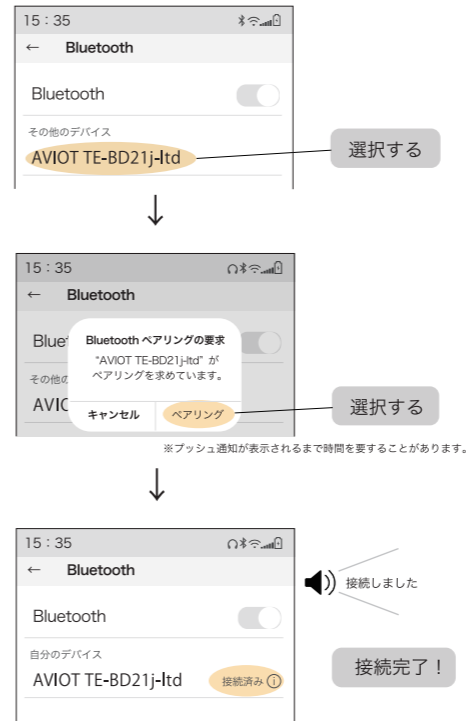 15：35
← Bluetooth
Bluetooth
その他のデバイス
AVIOT TE-BD21j-ltd
選択する
↓
15：35
← Bluetooth
Bluet
その他の
AVIO
Bluetooth ペアリングの要求
“AVIOT TE-BD21j-ltd” が
ペアリングを求めています。
キャンセル ペアリング
選択する
※プッシュ通知が表示されるまで時間を要することがあります。
↓
15：35
← Bluetooth
Bluetooth
自分のデバイス
AVIOT TE-BD21j-ltd 接続済み ⓘ
接続しました
接続完了！